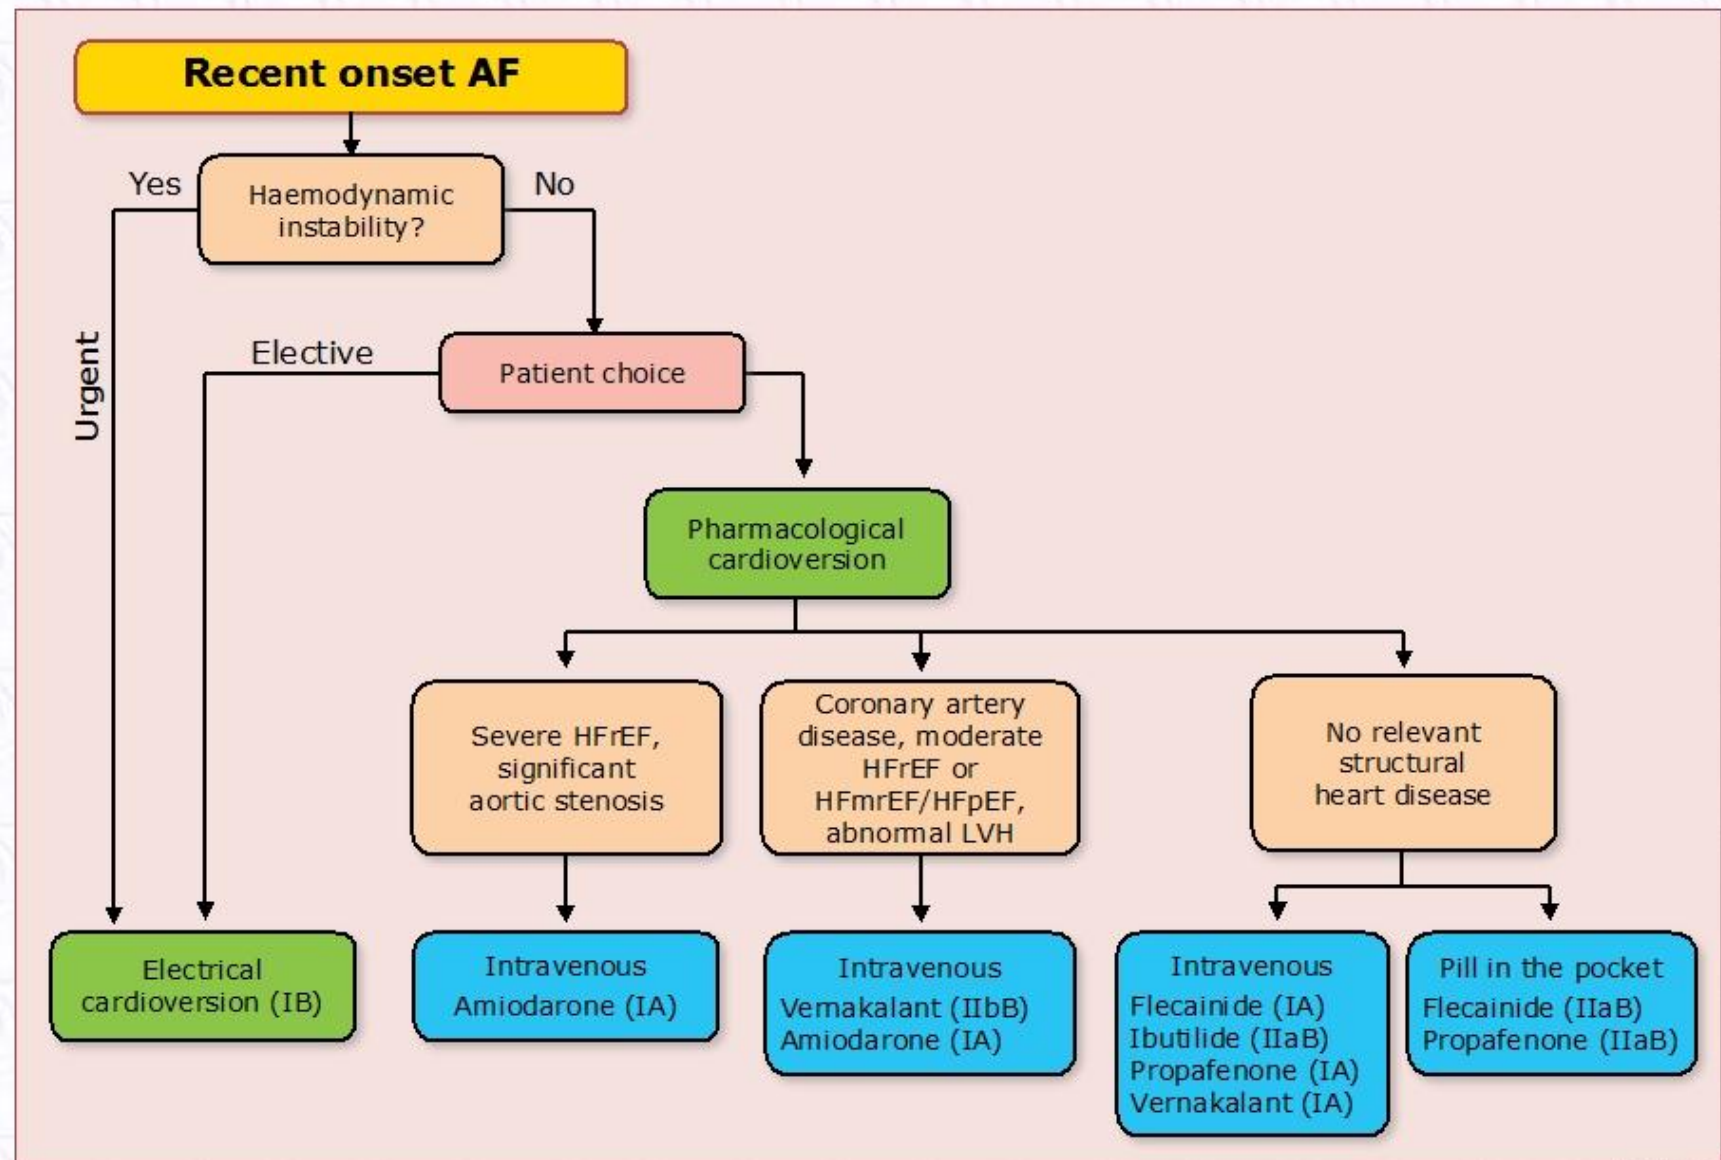 Recent onset AF
Yes
Haemodynamic
instability?
No
Urgent
Elective
Patient choice
Pharmacological
cardioversion
Severe HFrEF,
significant
aortic stenosis
Coronary artery
disease, moderate
HFrEF or
HFmrEF/HFpEF,
abnormal LVH
No relevant
structural
heart disease
Electrical
cardioversion (IB)
Intravenous
Amiodarone (IA)
Intravenous
Vernakalant (IIbB)
Amiodarone (IA)
Intravenous
Flecainide (IA)
Ibutilide (IIaB)
Propafenone (IA)
Vernakalant (IA)
Pill in the pocket
Flecainide (IIaB)
Propafenone (IIaB)